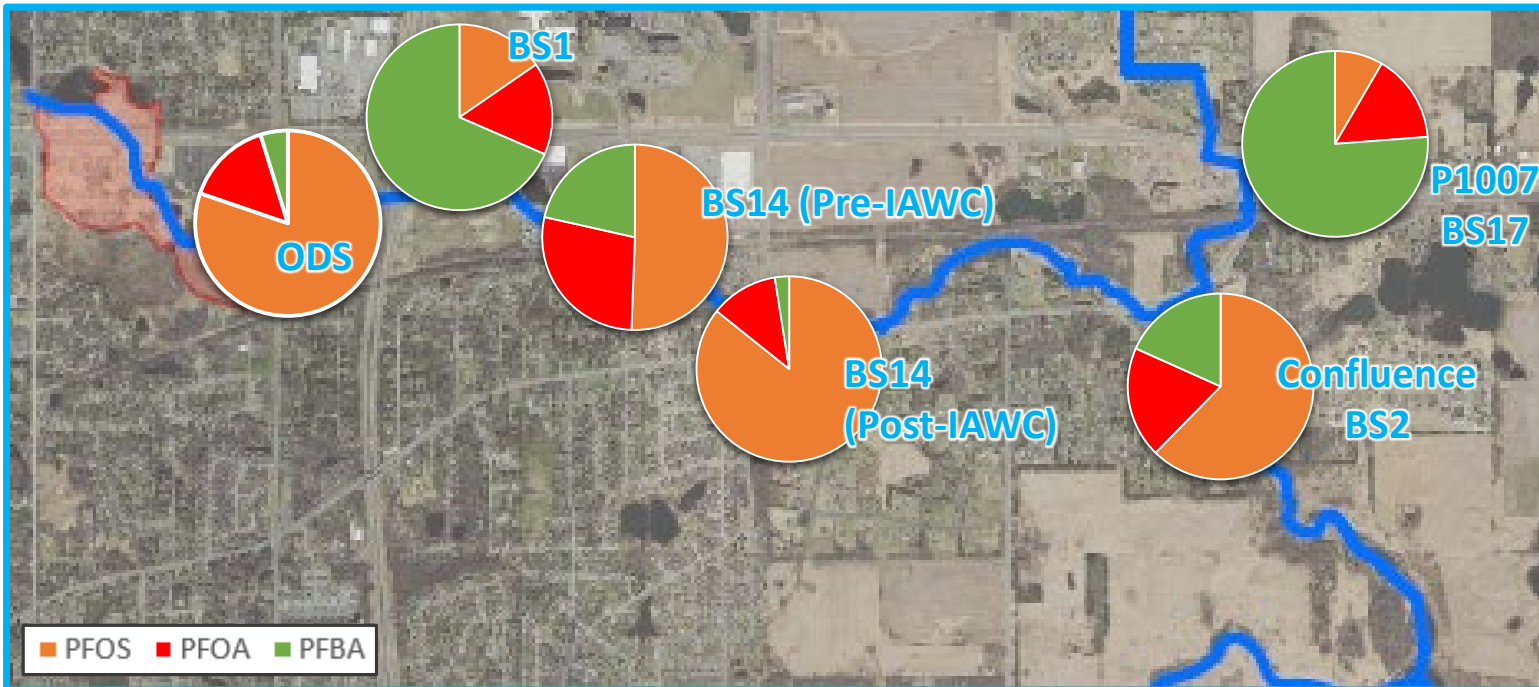 BS1
ODS
BS14 (Pre-IAWC)
BS14
(Post-IAWC)
P1007
BS17
Confluence
BS2
PFOS PFOA PFBA